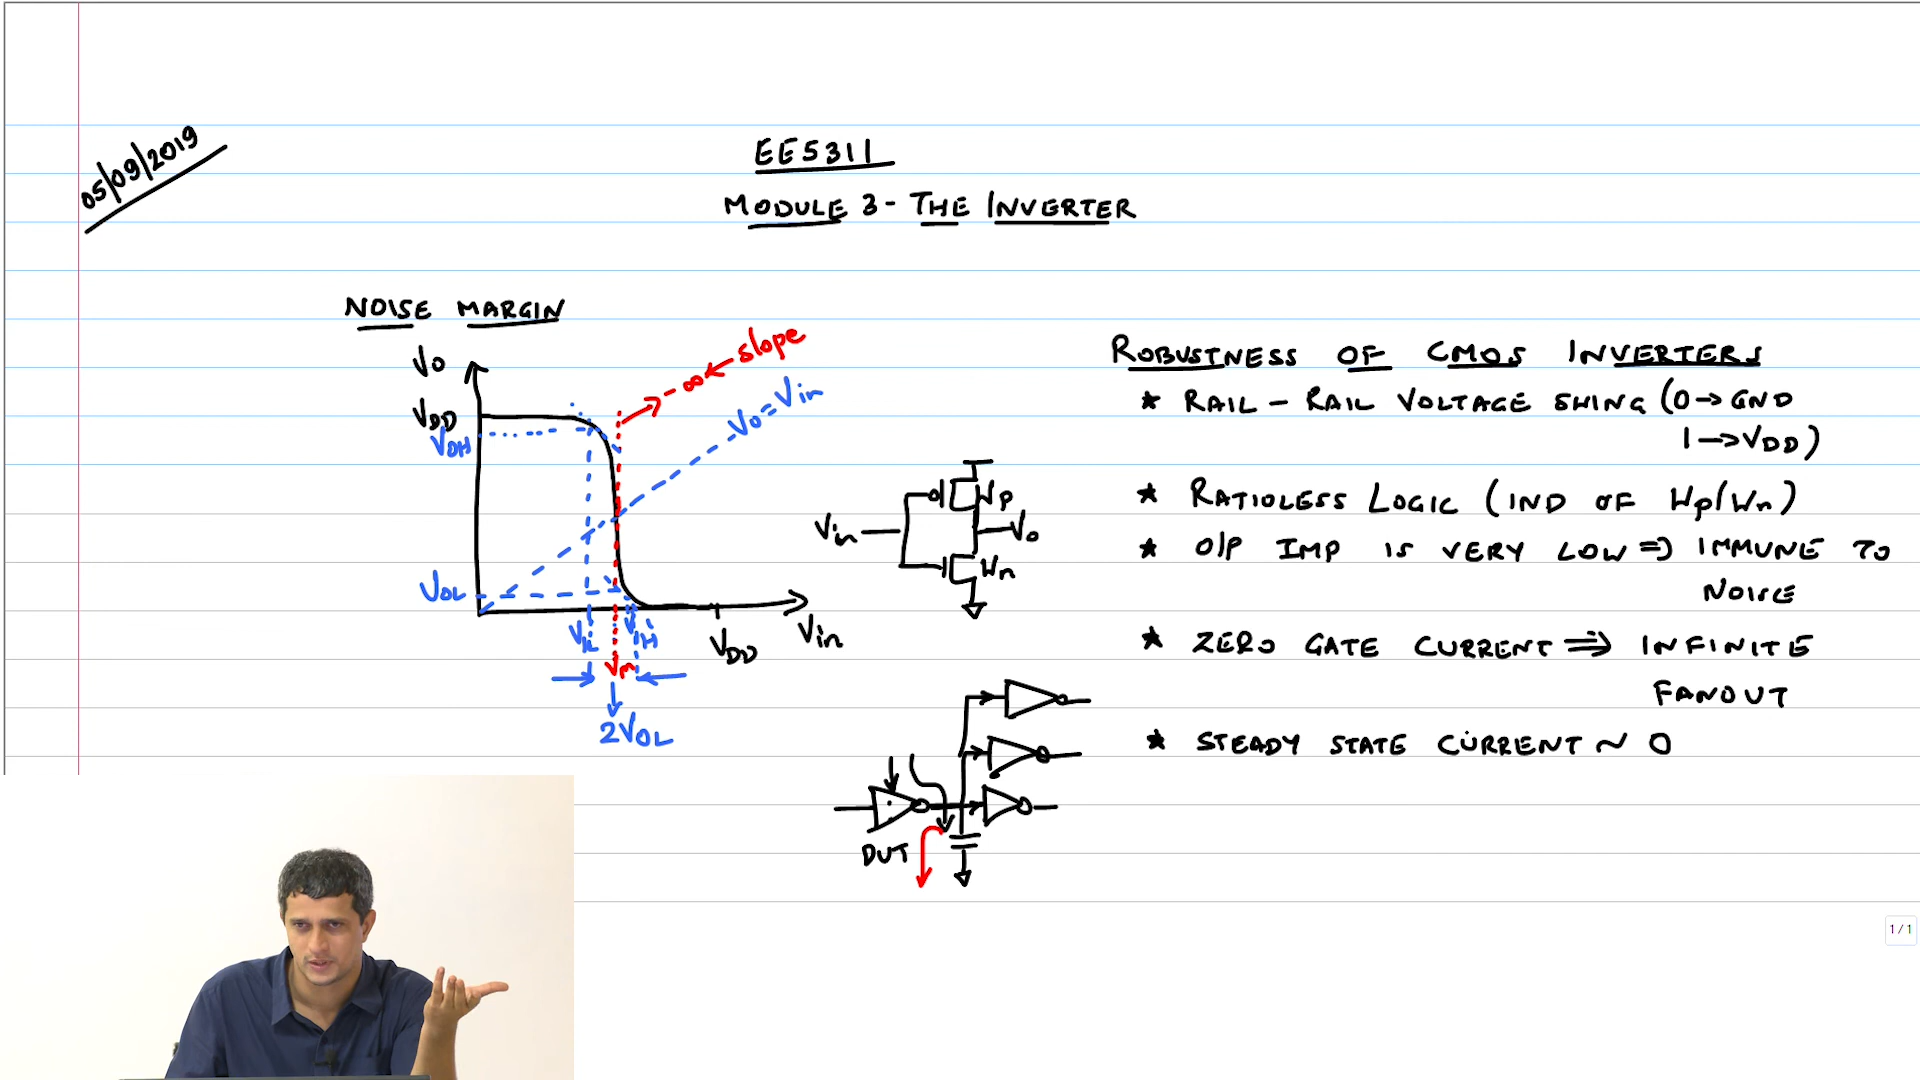 05/09/2019
EE5311
MODULE 3 - THE INVERTER
NOISE MARGIN
Vo
VDD
VOH
VOL
-∞ ← slope
Vo=Vin
VIL
VIH
Vm
VDD
Vin
2VOL
Vin
Wp
Vo
Wn
DUT
ROBUSTNESS OF CMOS INVERTERS
* RAIL - RAIL VOLTAGE SWING (0→GND
1→VDD)
* RATIOLESS LOGIC (IND OF Wp/Wn)
* O/P IMP IS VERY LOW => IMMUNE TO
NOISE
* ZERO GATE CURRENT => INFINITE
FANOUT
* STEADY STATE CURRENT ~ 0
1/1